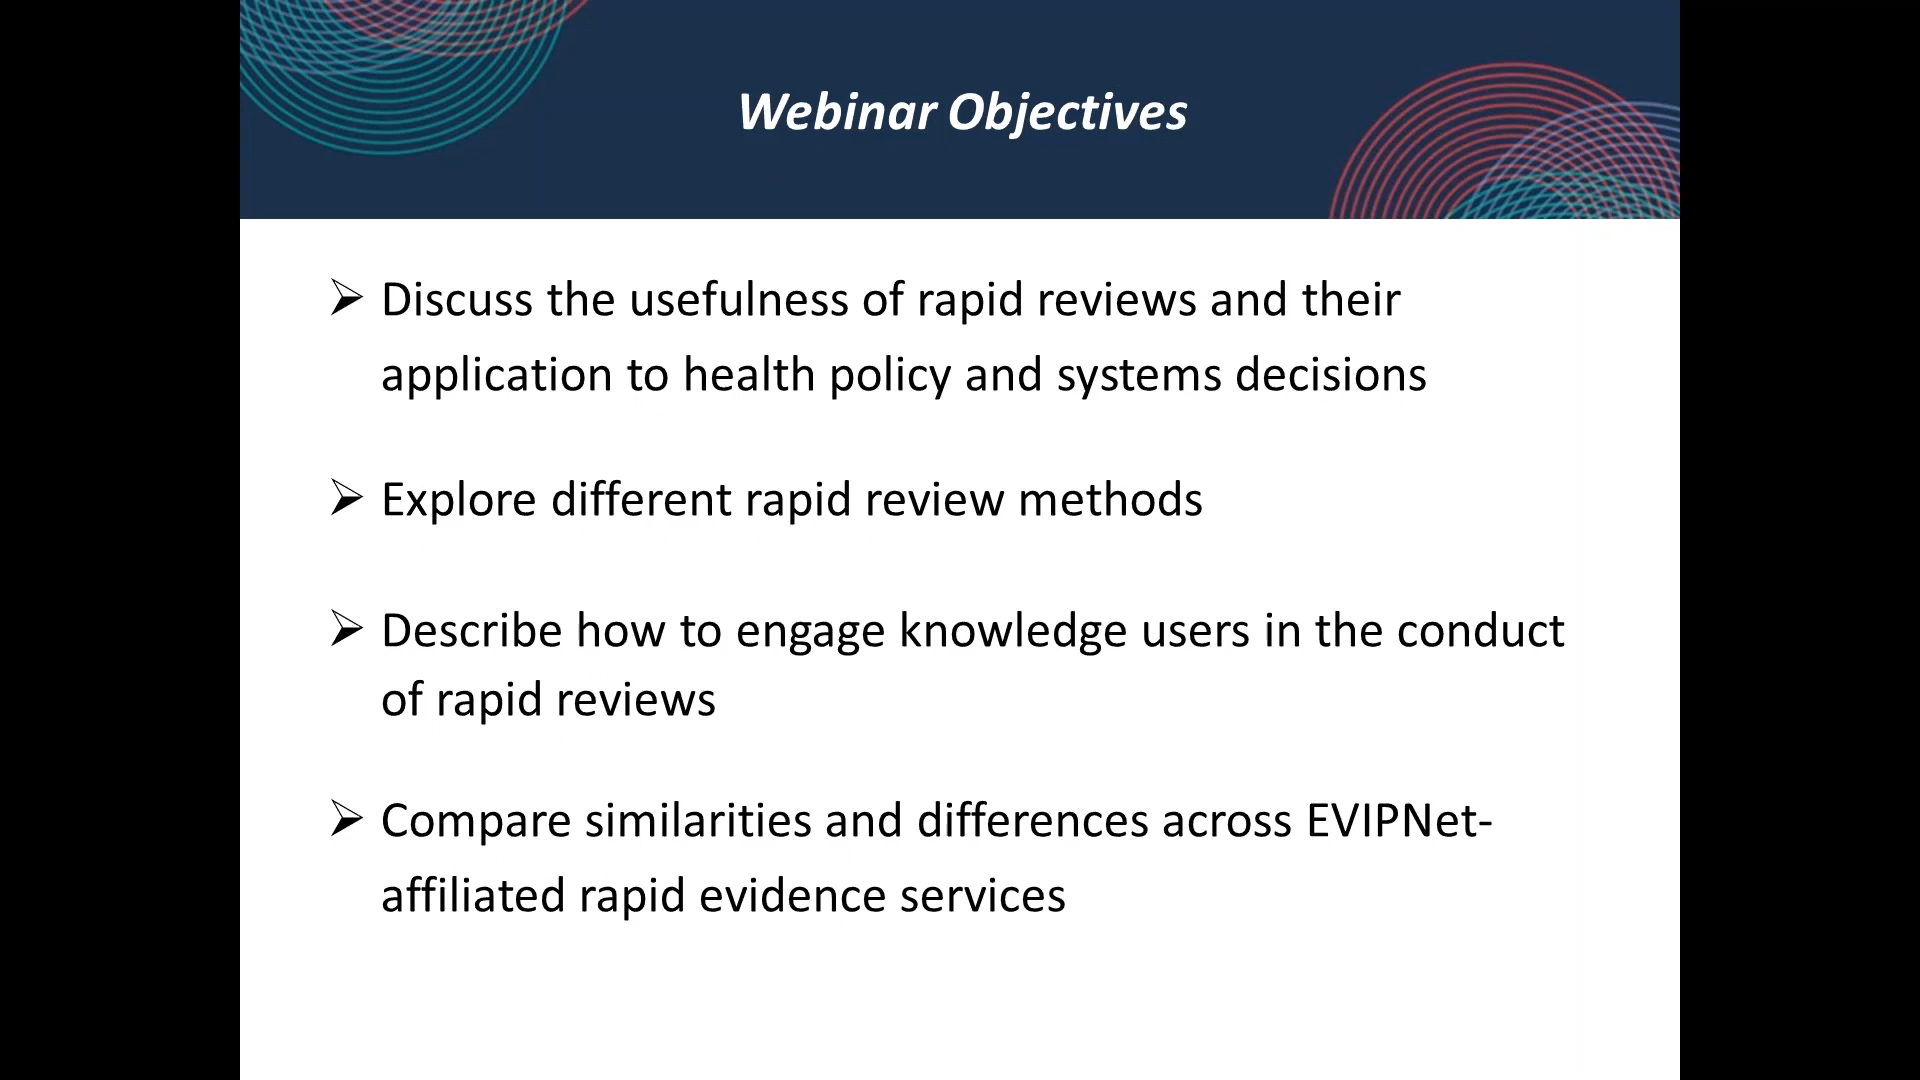 Webinar Objectives
➢ Discuss the usefulness of rapid reviews and their
application to health policy and systems decisions
➢ Explore different rapid review methods
➢ Describe how to engage knowledge users in the conduct
of rapid reviews
➢ Compare similarities and differences across EVIPNet-
affiliated rapid evidence services